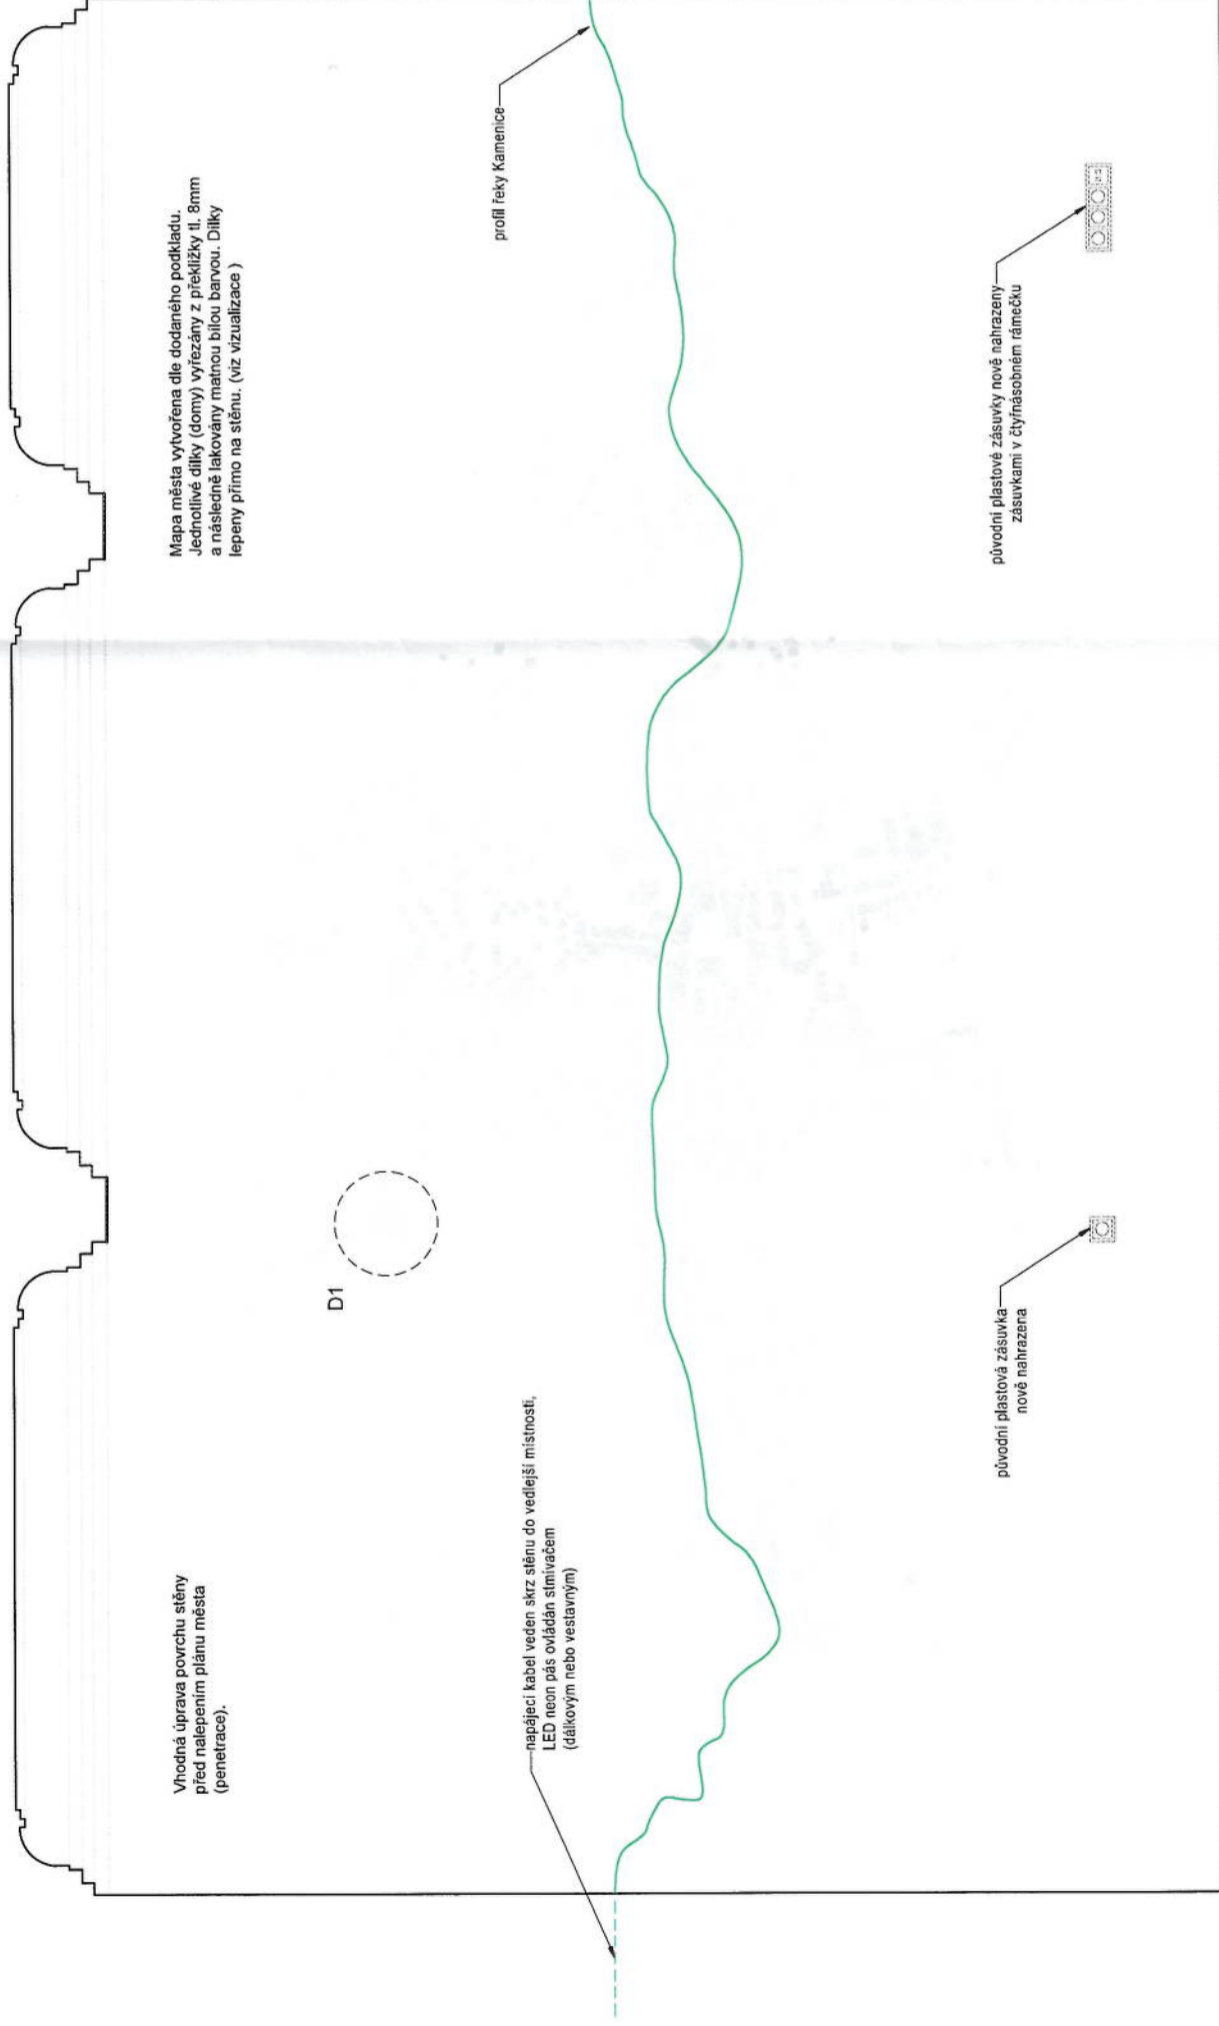 Vhodná úprava povrchu stěny
před nalepením plánu města
(penetrace).
Mapa města vytvořena dle dodaného podkladu.
Jednotlivé dílky (domy) vyřezány z překližky tl. 8mm
a následně lakovány matnou bílou barvou. Dílky
lepeny přímo na stěnu. (viz vizualizace )
D1
profil řeky Kamenice
napájecí kabel veden skrz stěnu do vedlejší místnosti,
LED neon pás ovládán stmívačem
(dálkovým nebo vestavným)
původní plastová zásuvka
nově nahrazena
původní plastové zásuvky nově nahrazeny
zásuvkami v čtyřnásobném rámečku